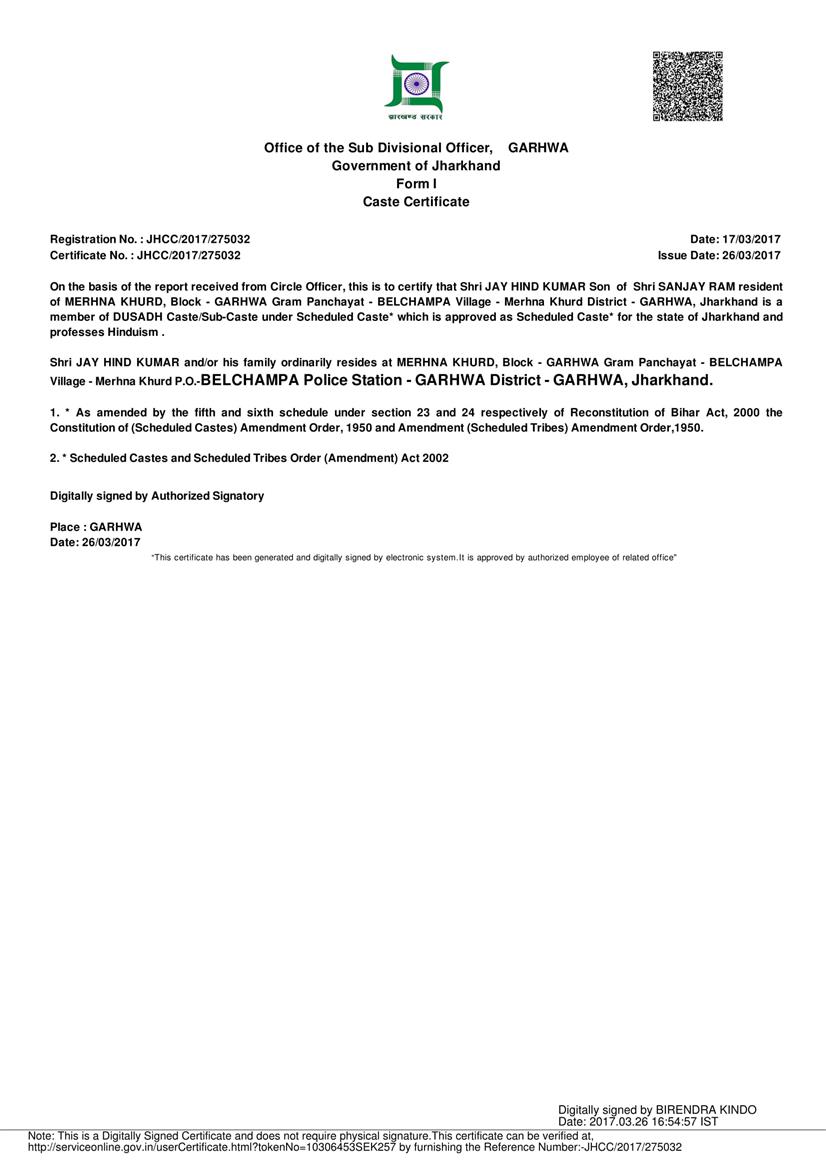 झारखण्ड सरकार
Office of the Sub Divisional Officer, GARHWA
Government of Jharkhand
Form I
Caste Certificate
Registration No. : JHCC/2017/275032 Date: 17/03/2017
Certificate No. : JHCC/2017/275032 Issue Date: 26/03/2017
On the basis of the report received from Circle Officer, this is to certify that Shri JAY HIND KUMAR Son of Shri SANJAY RAM resident
of MERHNA KHURD, Block - GARHWA Gram Panchayat - BELCHAMPA Village - Merhna Khurd District - GARHWA, Jharkhand is a
member of DUSADH Caste/Sub-Caste under Scheduled Caste* which is approved as Scheduled Caste* for the state of Jharkhand and
professes Hinduism .
Shri JAY HIND KUMAR and/or his family ordinarily resides at MERHNA KHURD, Block - GARHWA Gram Panchayat - BELCHAMPA
Village - Merhna Khurd P.O.-BELCHAMPA Police Station - GARHWA District - GARHWA, Jharkhand.
1. * As amended by the fifth and sixth schedule under section 23 and 24 respectively of Reconstitution of Bihar Act, 2000 the
Constitution of (Scheduled Castes) Amendment Order, 1950 and Amendment (Scheduled Tribes) Amendment Order,1950.
2. * Scheduled Castes and Scheduled Tribes Order (Amendment) Act 2002
Digitally signed by Authorized Signatory
Place : GARHWA
Date: 26/03/2017
"This certificate has been generated and digitally signed by electronic system.It is approved by authorized employee of related office"
Digitally signed by BIRENDRA KINDO
Date: 2017.03.26 16:54:57 IST
Note: This is a Digitally Signed Certificate and does not require physical signature.This certificate can be verified at,
http://serviceonline.gov.in/userCertificate.html?tokenNo=10306453SEK257 by furnishing the Reference Number:-JHCC/2017/275032